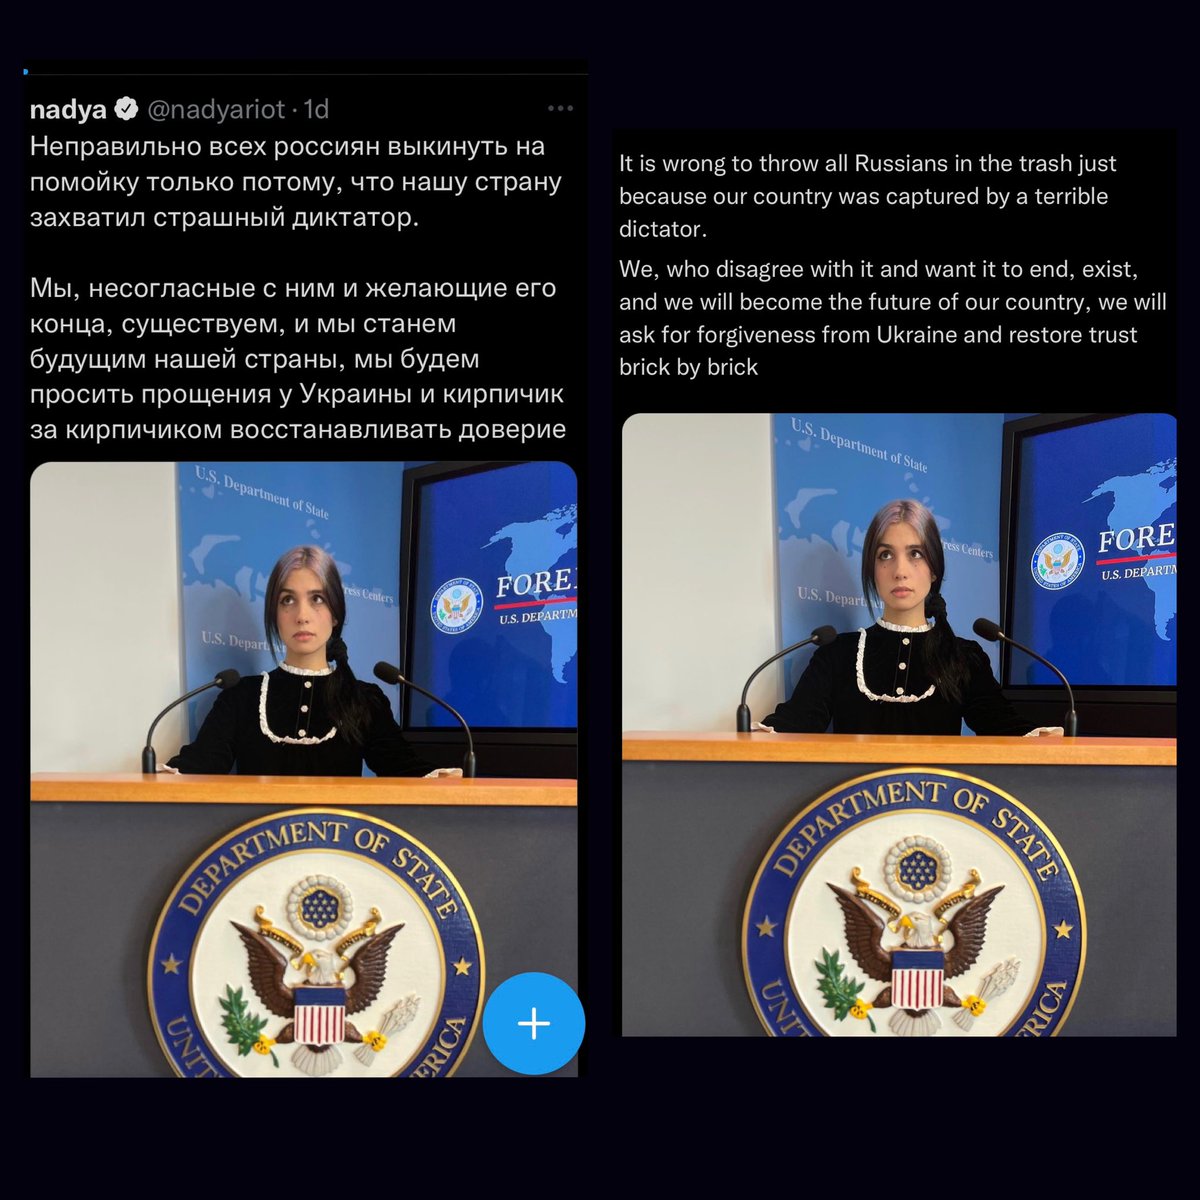 nadya @nadyariot · 1d
Неправильно всех россиян выкинуть на
помойку только потому, что нашу страну
захватил страшный диктатор.
Мы, несогласные с ним и желающие его
конца, существуем, и мы станем
будущим нашей страны, мы будем
просить прощения у Украины и кирпичик
за кирпичиком восстанавливать доверие
U.S. Department of State
ress Centers
U.S. Departme
FORE
U.S. DEPARTM
DEPARTMENT OF STATE
UNIT
ERICA
It is wrong to throw all Russians in the trash just
because our country was captured by a terrible
dictator.
We, who disagree with it and want it to end, exist,
and we will become the future of our country, we will
ask for forgiveness from Ukraine and restore trust
brick by brick
U.S. Department of State
ress Centers
U.S. Departme
FORE
U.S. DEPARTM
DEPARTMENT OF STATE
UNIT
ERICA